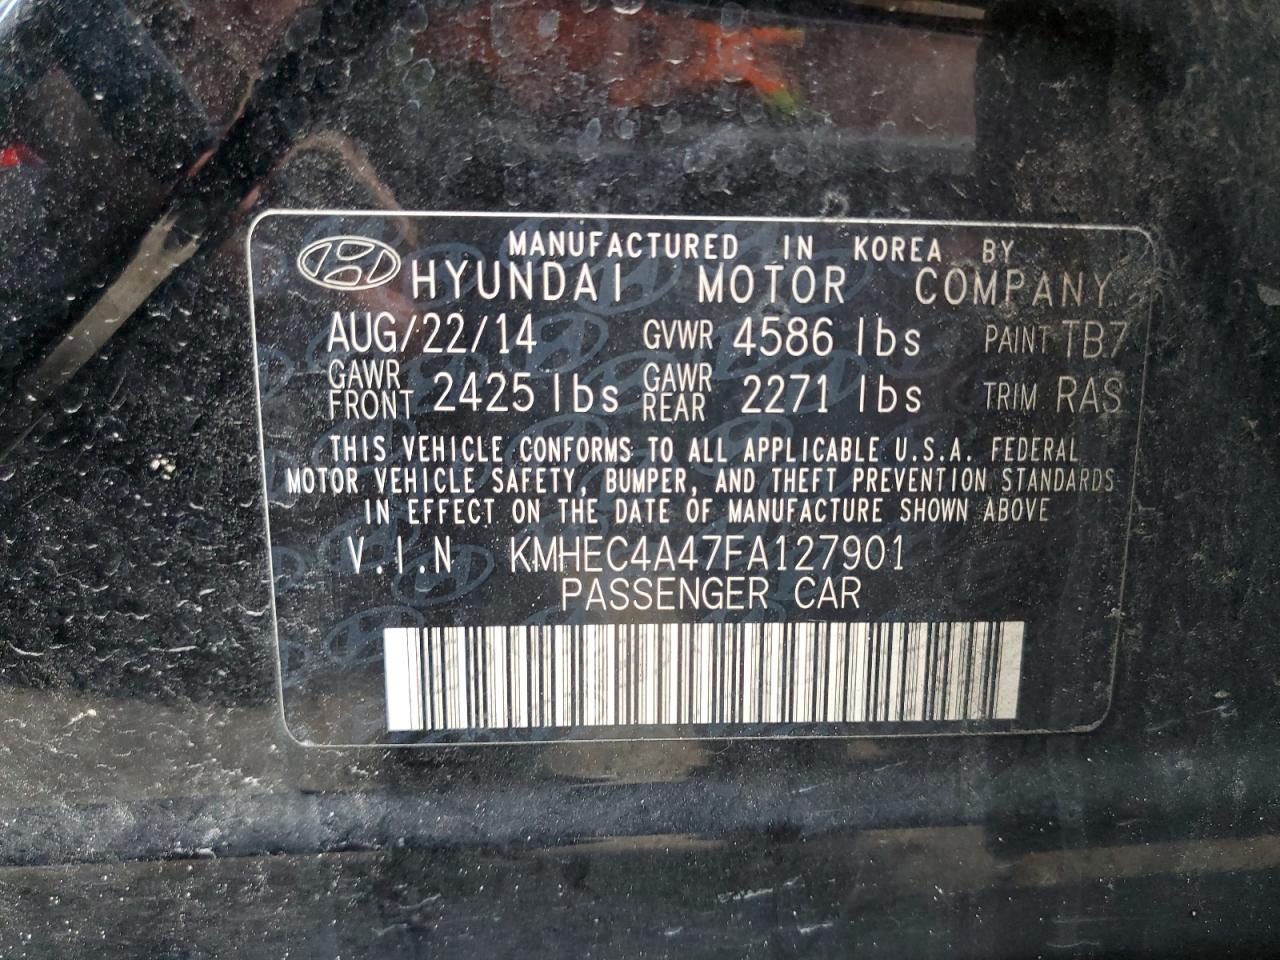 MANUFACTURED IN KOREA BY
HYUNDAI MOTOR COMPANY
AUG/22/14 GVWR 4586 lbs PAINT TB7
GAWR FRONT 2425 lbs GAWR REAR 2271 lbs TRIM RAS
THIS VEHICLE CONFORMS TO ALL APPLICABLE U.S.A. FEDERAL
MOTOR VEHICLE SAFETY, BUMPER, AND THEFT PREVENTION STANDARDS
IN EFFECT ON THE DATE OF MANUFACTURE SHOWN ABOVE
V.I.N KMHEC4A47FA127901
PASSENGER CAR